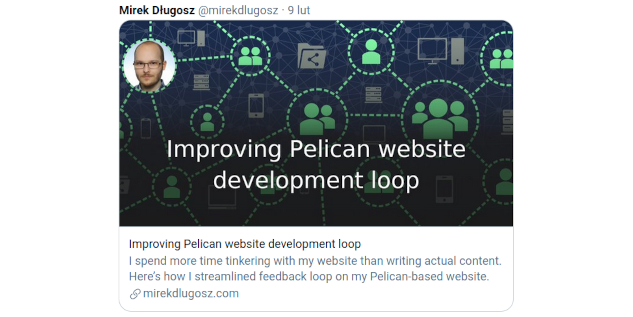 Mirek Długosz @mirekdlugosz · 9 lut
Improving Pelican website
development loop
Improving Pelican website development loop
I spend more time tinkering with my website than writing actual content.
Here's how I streamlined feedback loop on my Pelican-based website.
mirekdlugosz.com